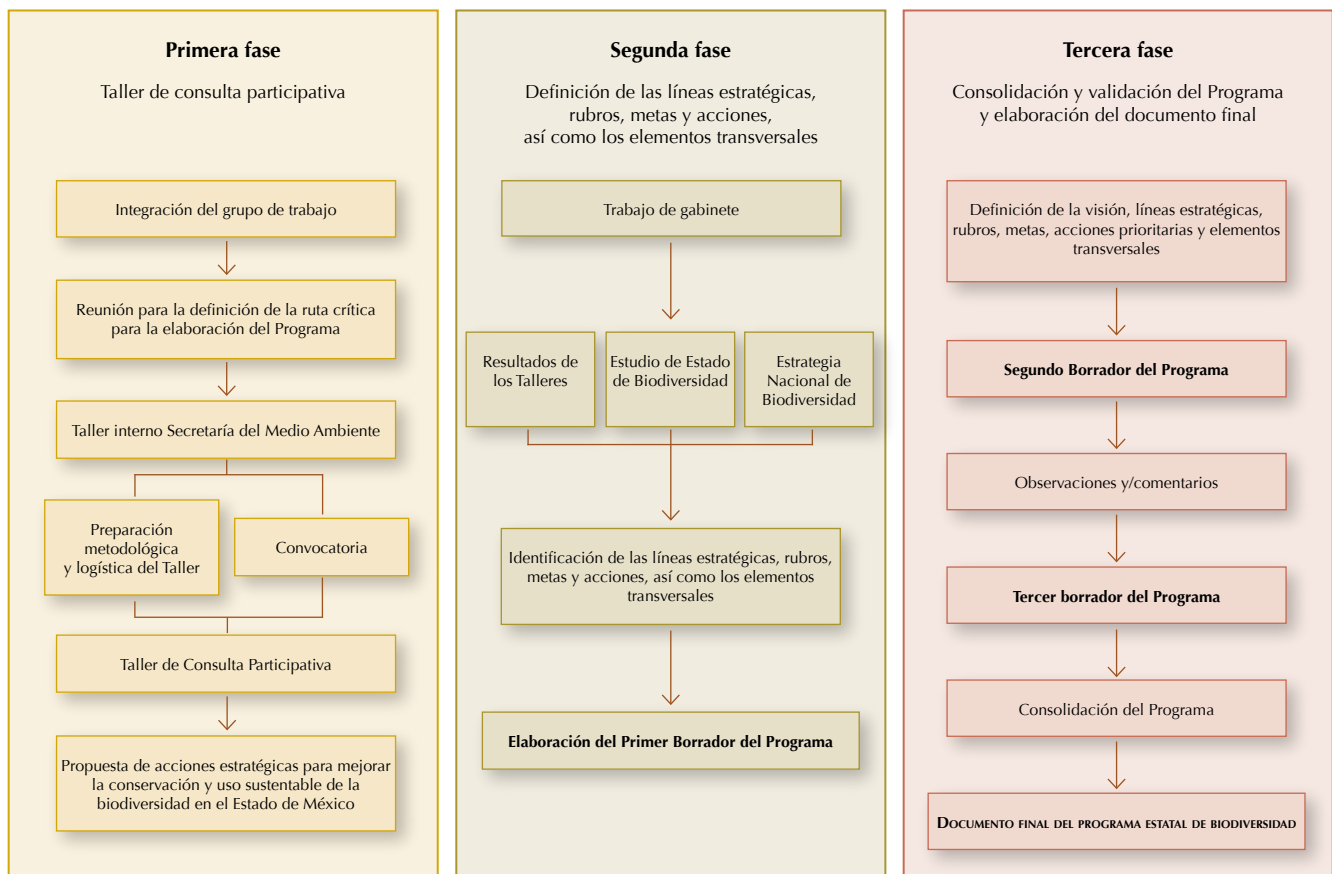 Primera fase
Taller de consulta participativa
Integración del grupo de trabajo
Reunión para la definición de la ruta crítica
para la elaboración del Programa
Taller interno Secretaría del Medio Ambiente
Preparación
metodológica
y logística del Taller
Convocatoria
Taller de Consulta Participativa
Propuesta de acciones estratégicas para mejorar
la conservación y uso sustentable de la
biodiversidad en el Estado de México
Segunda fase
Definición de las líneas estratégicas,
rubros, metas y acciones,
así como los elementos transversales
Trabajo de gabinete
Resultados de
los Talleres
Estudio de Estado
de Biodiversidad
Estrategia
Nacional de
Biodiversidad
Identificación de las líneas estratégicas, rubros,
metas y acciones, así como los elementos
transversales
Elaboración del Primer Borrador del Programa
Tercera fase
Consolidación y validación del Programa
y elaboración del documento final
Definición de la visión, líneas estratégicas,
rubros, metas, acciones prioritarias y elementos
transversales
Segundo Borrador del Programa
Observaciones y/comentarios
Tercer borrador del Programa
Consolidación del Programa
Documento final del programa estatal de biodiversidad